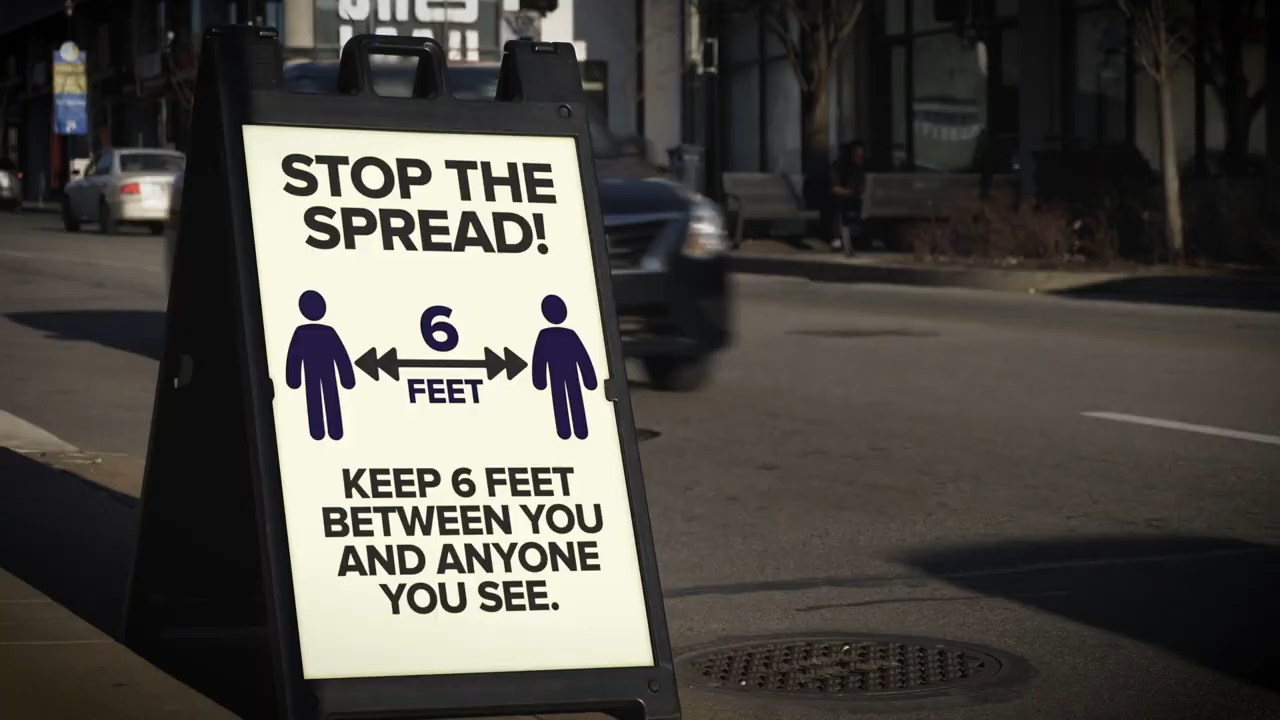 STOP THE
SPREAD!
6
FEET
KEEP 6 FEET
BETWEEN YOU
AND ANYONE
YOU SEE.